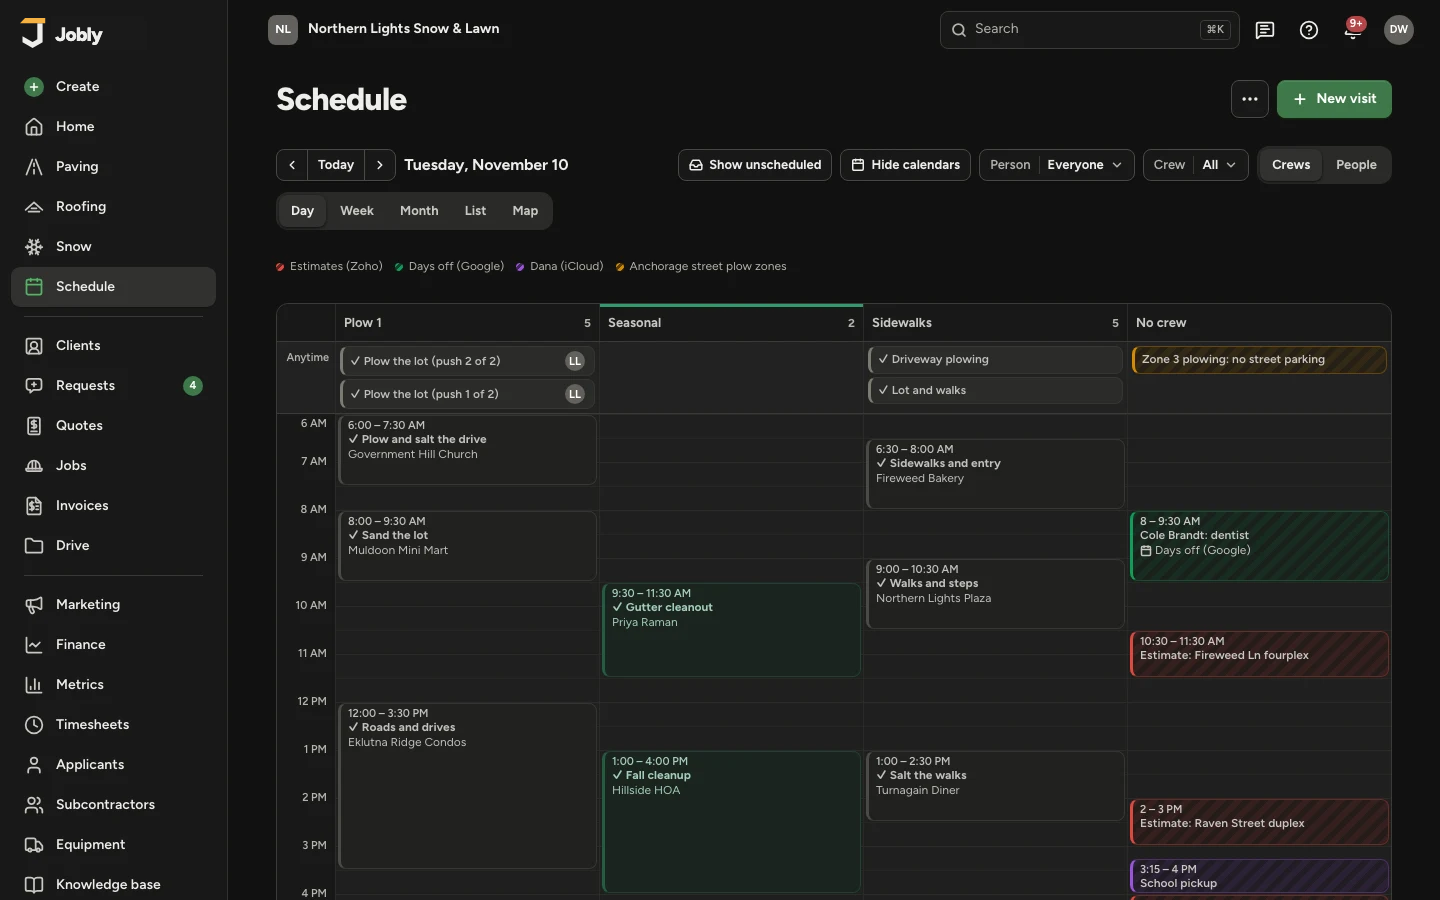 Jobly
NL
Northern Lights Snow & Lawn
Search
⌘K
9+
DW
Create
Home
Paving
Roofing
Snow
Schedule
Clients
Requests
4
Quotes
Jobs
Invoices
Drive
Marketing
Finance
Metrics
Timesheets
Applicants
Subcontractors
Equipment
Knowledge base
Schedule
New visit
Today
Tuesday, November 10
Show unscheduled
Hide calendars
Person
Everyone
Crew
All
Crews
People
Day
Week
Month
List
Map
Estimates (Zoho)
Days off (Google)
Dana (iCloud)
Anchorage street plow zones
Plow 1
5
Seasonal
2
Sidewalks
5
No crew
Anytime
✓ Plow the lot (push 2 of 2)
LL
✓ Plow the lot (push 1 of 2)
LL
✓ Driveway plowing
✓ Lot and walks
Zone 3 plowing: no street parking
6 AM
7 AM
8 AM
9 AM
10 AM
11 AM
12 PM
1 PM
2 PM
3 PM
4 PM
6:00 – 7:30 AM
✓ Plow and salt the drive
Government Hill Church
8:00 – 9:30 AM
✓ Sand the lot
Muldoon Mini Mart
12:00 – 3:30 PM
✓ Roads and drives
Eklutna Ridge Condos
9:30 – 11:30 AM
✓ Gutter cleanout
Priya Raman
1:00 – 4:00 PM
✓ Fall cleanup
Hillside HOA
6:30 – 8:00 AM
✓ Sidewalks and entry
Fireweed Bakery
9:00 – 10:30 AM
✓ Walks and steps
Northern Lights Plaza
1:00 – 2:30 PM
✓ Salt the walks
Turnagain Diner
8 – 9:30 AM
Cole Brandt: dentist
Days off (Google)
10:30 – 11:30 AM
Estimate: Fireweed Ln fourplex
2 – 3 PM
Estimate: Raven Street duplex
3:15 – 4 PM
School pickup